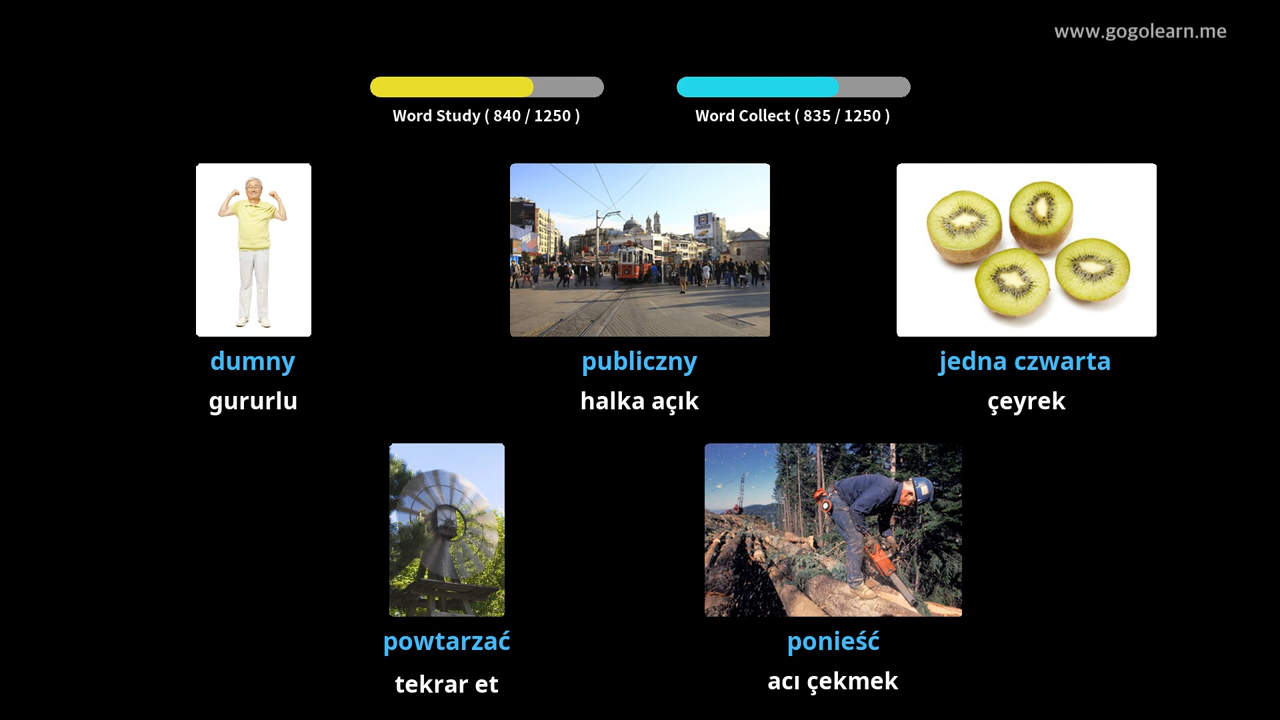 www.gogolearn.me
Word Study ( 840 / 1250 )
Word Collect ( 835 / 1250 )
dumny
gururlu
publiczny
halka açık
jedna czwarta
çeyrek
powtarzać
tekrar et
ponieść
acı çekmek